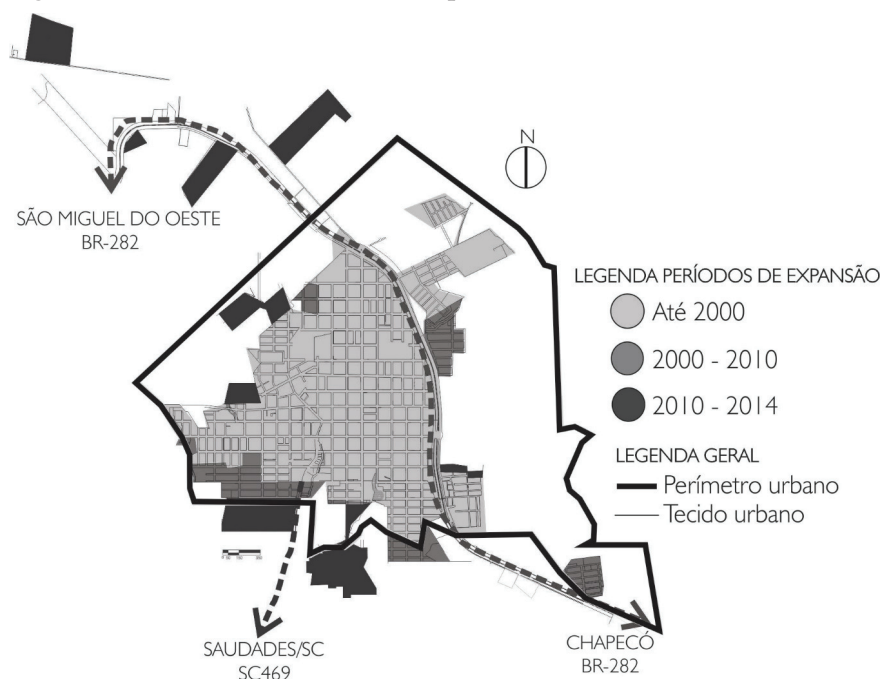 N
SÃO MIGUEL DO OESTE
BR-282
LEGENDA PERÍODOS DE EXPANSÃO
Até 2000
2000 - 2010
2010 - 2014
LEGENDA GERAL
Perímetro urbano
Tecido urbano
SAUDADES/SC
SC469
CHAPECÓ
BR-282